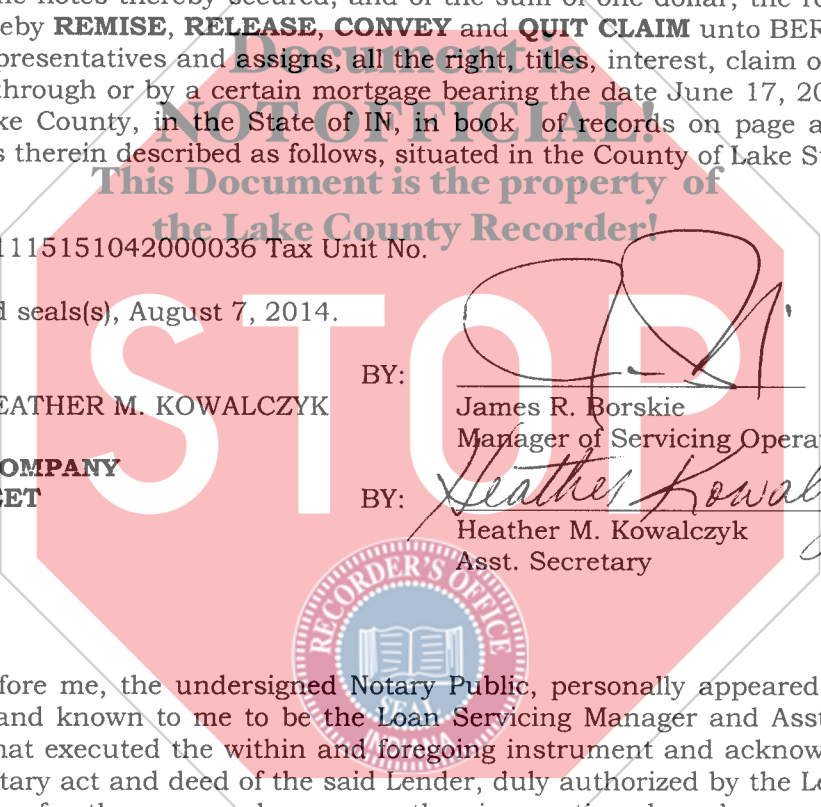 the notes thereby secured, and of the sum of one dollar, the
eby REMISE, RELEASE, CONVEY and QUIT CLAIM unto BER
presentatives and assigns, all the right, titles, interest, claim o
through or by a certain mortgage bearing the date June 17, 20
ke County, in the State of IN, in book of records on page a
s therein described as follows, situated in the County of Lake S
Document is
NOT OFFICIAL!
This Document is the property of
the Lake County Recorder!
1115151042000036 Tax Unit No.
d seals(s), August 7, 2014.
STOP
BY:
EATHER M. KOWALCZYK
James R. Borskie
Manager of Servicing Opera
OMPANY
EET
BY:
Heather Kowal
Heather M. Kowalczyk
Asst. Secretary
RECORDER'S OFFICE
SEAL
INDIANA
fore me, the undersigned Notary Public, personally appeared
and known to me to be the Loan Servicing Manager and Asst
hat executed the within and foregoing instrument and acknow
tary act and deed of the said Lender, duly authorized by the Le